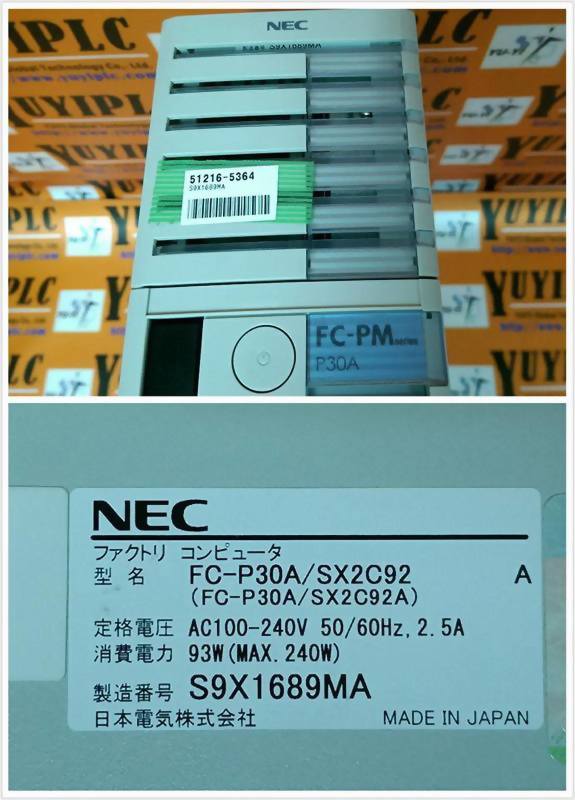 NEC
S9X1689MA
51216-5364
S9X1689MA
FC-PM series
P30A
YUYIPLC
YUYIPLC
YUYIPLC
NEC
ファクトリ コンピュータ
型 名 FC-P30A/SX2C92 A
(FC-P30A/SX2C92A)
定格電圧 AC100-240V 50/60Hz, 2.5A
消費電力 93W(MAX. 240W)
製造番号 S9X1689MA
日本電気株式会社 MADE IN JAPAN